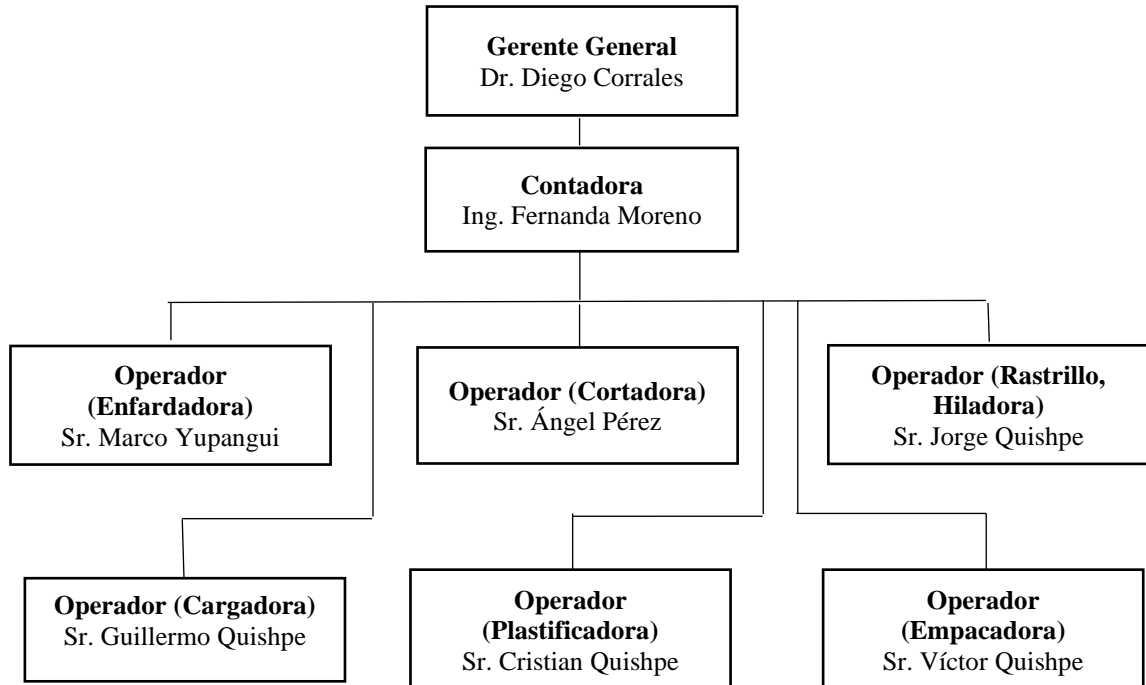 Gerente General
Dr. Diego Corrales
Contadora
Ing. Fernanda Moreno
Operador
(Enfardadora)
Sr. Marco Yupangui
Operador (Cortadora)
Sr. Ángel Pérez
Operador (Rastrillo,
Hiladora)
Sr. Jorge Quishpe
Operador (Cargadora)
Sr. Guillermo Quishpe
Operador
(Plastificadora)
Sr. Cristian Quishpe
Operador
(Empacadora)
Sr. Víctor Quishpe